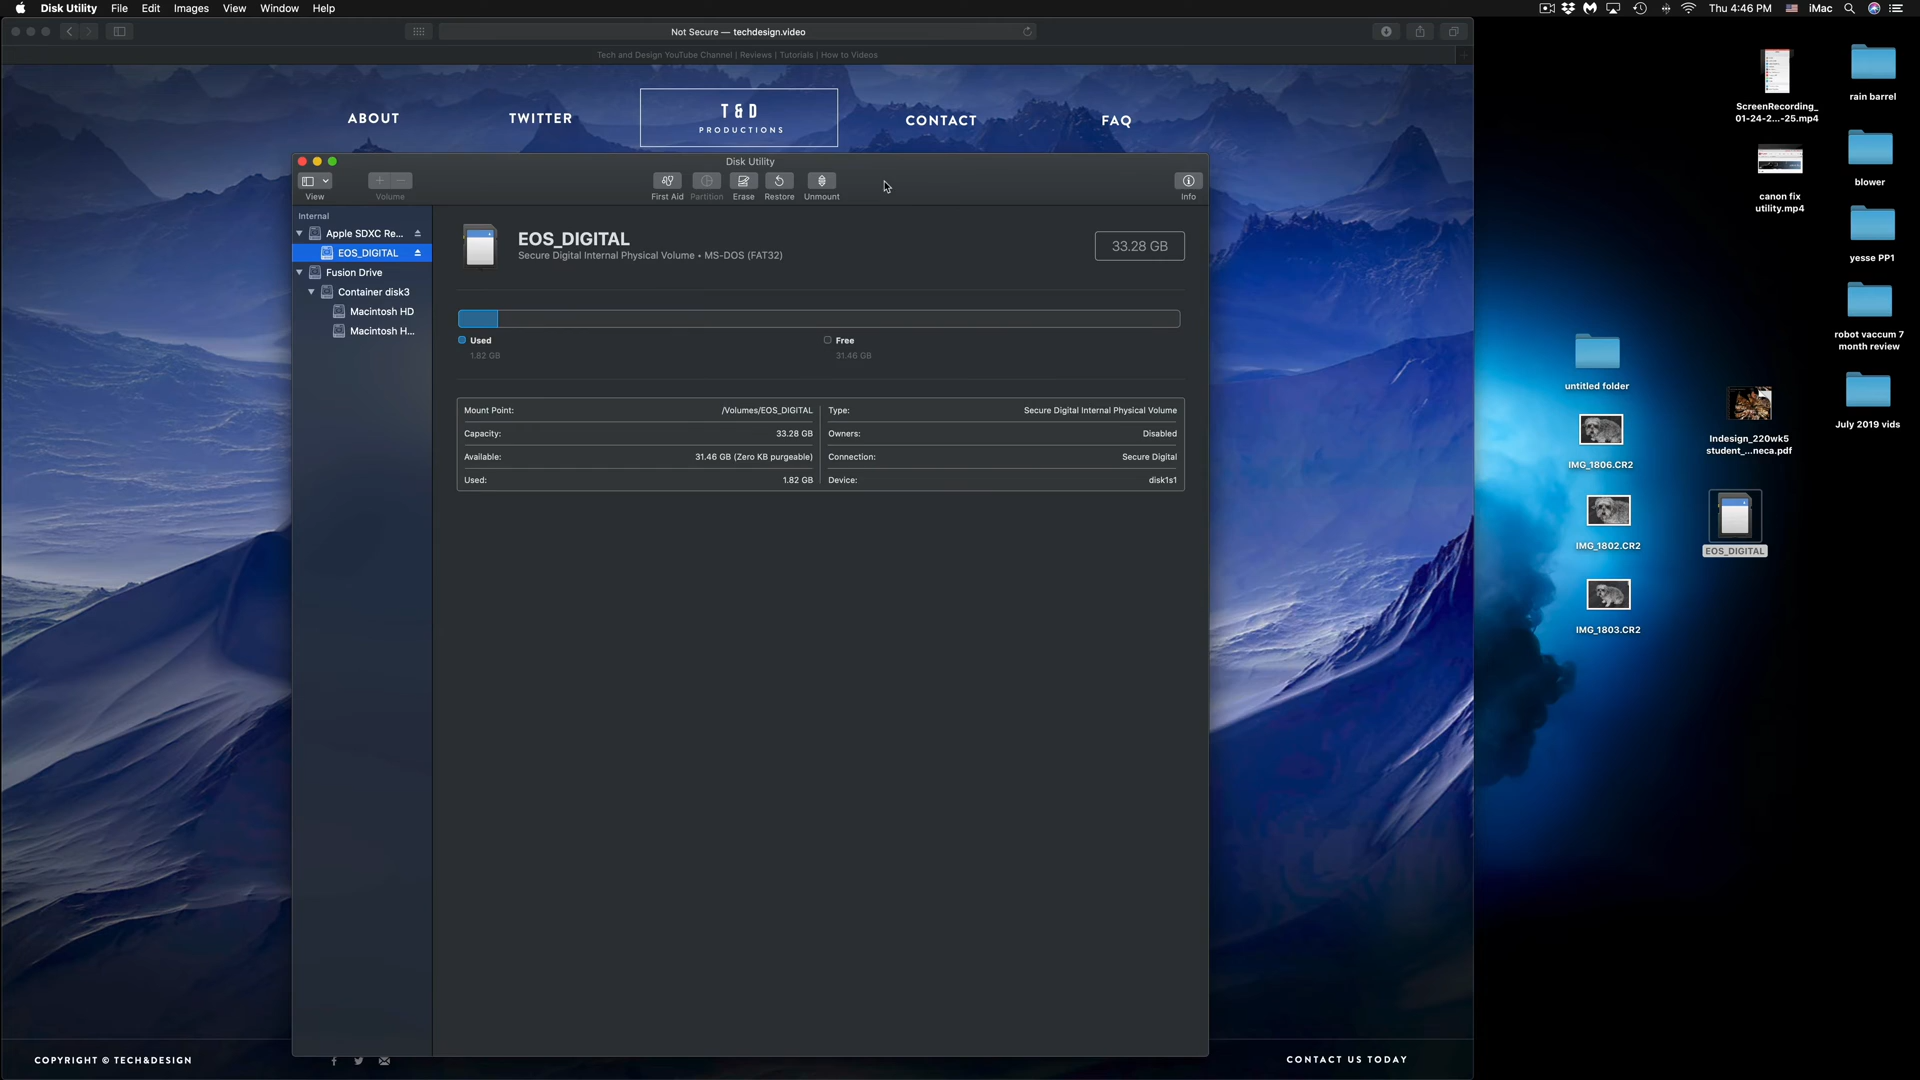 Disk Utility File Edit Images View Window Help
Thu 4:46 PM iMac
Not Secure — techdesign.video
Tech and Design YouTube Channel | Reviews | Tutorials | How to Videos
ABOUT TWITTER T & D CONTACT FAQ
PRODUCTIONS
Disk Utility
View Volume First Aid Partition Erase Restore Unmount Info
Internal
Apple SDXC Re...
EOS_DIGITAL
Fusion Drive
Container disk3
Macintosh HD
Macintosh H...
EOS_DIGITAL
Secure Digital Internal Physical Volume • MS-DOS (FAT32)
33.28 GB
Used
1.82 GB
Free
31.46 GB
Mount Point: /Volumes/EOS_DIGITAL
Capacity: 33.28 GB
Available: 31.46 GB (Zero KB purgeable)
Used: 1.82 GB
Type: Secure Digital Internal Physical Volume
Owners: Disabled
Connection: Secure Digital
Device: disk1s1
ScreenRecording_
01-24-2...-25.mp4
rain barrel
canon fix
utility.mp4
blower
yesse PP1
robot vaccum 7
month review
untitled folder
July 2019 vids
Indesign_220wk5
student_...neca.pdf
IMG_1806.CR2
IMG_1802.CR2
EOS_DIGITAL
IMG_1803.CR2
COPYRIGHT © TECH&DESIGN
CONTACT US TODAY